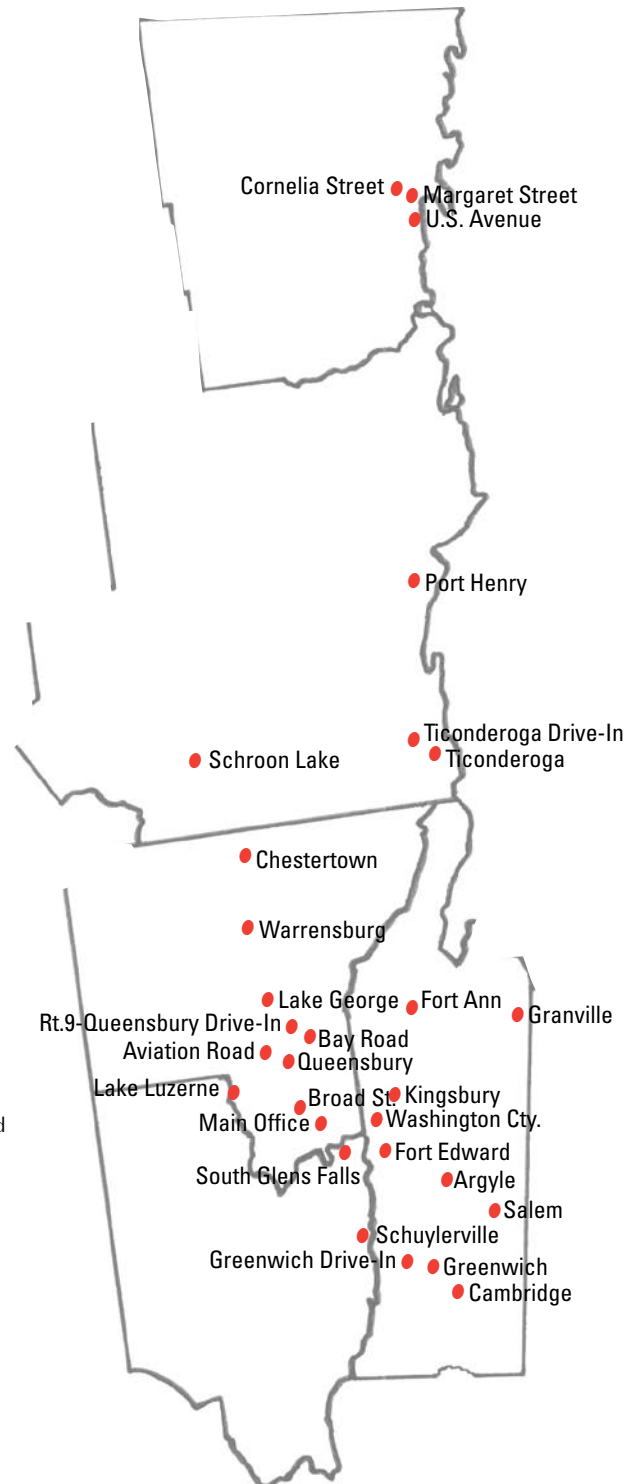 Cornelia Street
Margaret Street
U.S. Avenue
Port Henry
Ticonderoga Drive-In
Ticonderoga
Schroon Lake
Chestertown
Warrensburg
Lake George
Fort Ann
Granville
Rt.9-Queensbury Drive-In
Bay Road
Aviation Road
Queensbury
Lake Luzerne
Kingsbury
Broad St.
Main Office
Washington Cty.
d
Fort Edward
South Glens Falls
Argyle
Salem
Schuylerville
Greenwich Drive-In
Greenwich
Cambridge